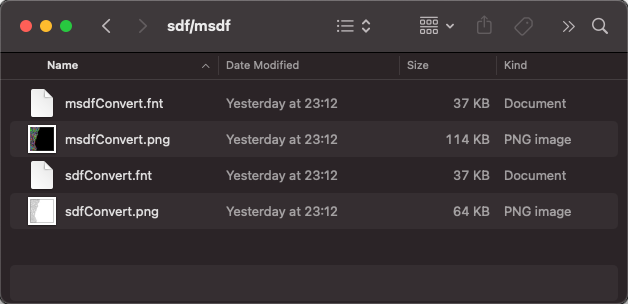 sdf/msdf
Name Date Modified Size Kind
msdfConvert.fnt Yesterday at 23:12 37 KB Document
msdfConvert.png Yesterday at 23:12 114 KB PNG image
sdfConvert.fnt Yesterday at 23:12 37 KB Document
sdfConvert.png Yesterday at 23:12 64 KB PNG image